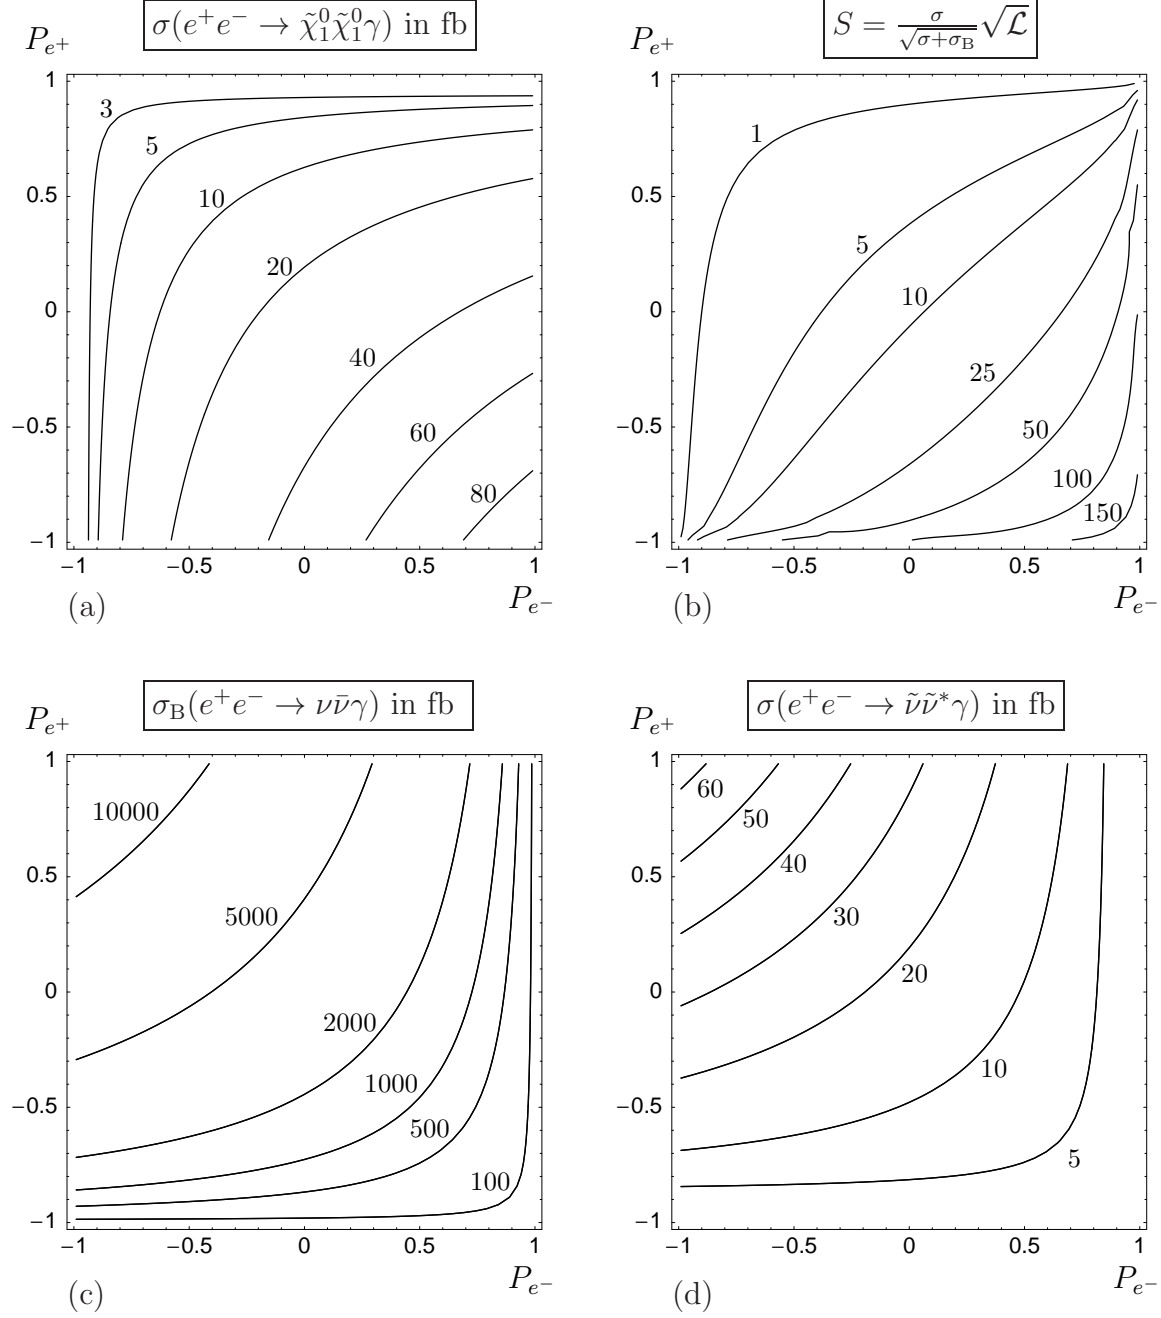 σ(e⁺e⁻ → χ̃₁⁰χ̃₁⁰γ) in fb
P_{e⁺}
1
0.5
0
−0.5
−1
−1 −0.5 0 0.5 1
3
5
10
20
40
60
80
P_{e⁻}
(a)
S = σ/√(σ+σ_B) √ℒ
P_{e⁺}
1
0.5
0
−0.5
−1
−1 −0.5 0 0.5 1
1
5
10
25
50
100
150
P_{e⁻}
(b)
σ_B(e⁺e⁻ → νν̄γ) in fb
P_{e⁺}
1
0.5
0
−0.5
−1
−1 −0.5 0 0.5 1
10000
5000
2000
1000
500
100
P_{e⁻}
(c)
σ(e⁺e⁻ → ν̃ν̃*γ) in fb
P_{e⁺}
1
0.5
0
−0.5
−1
−1 −0.5 0 0.5 1
60
50
40
30
20
10
5
P_{e⁻}
(d)